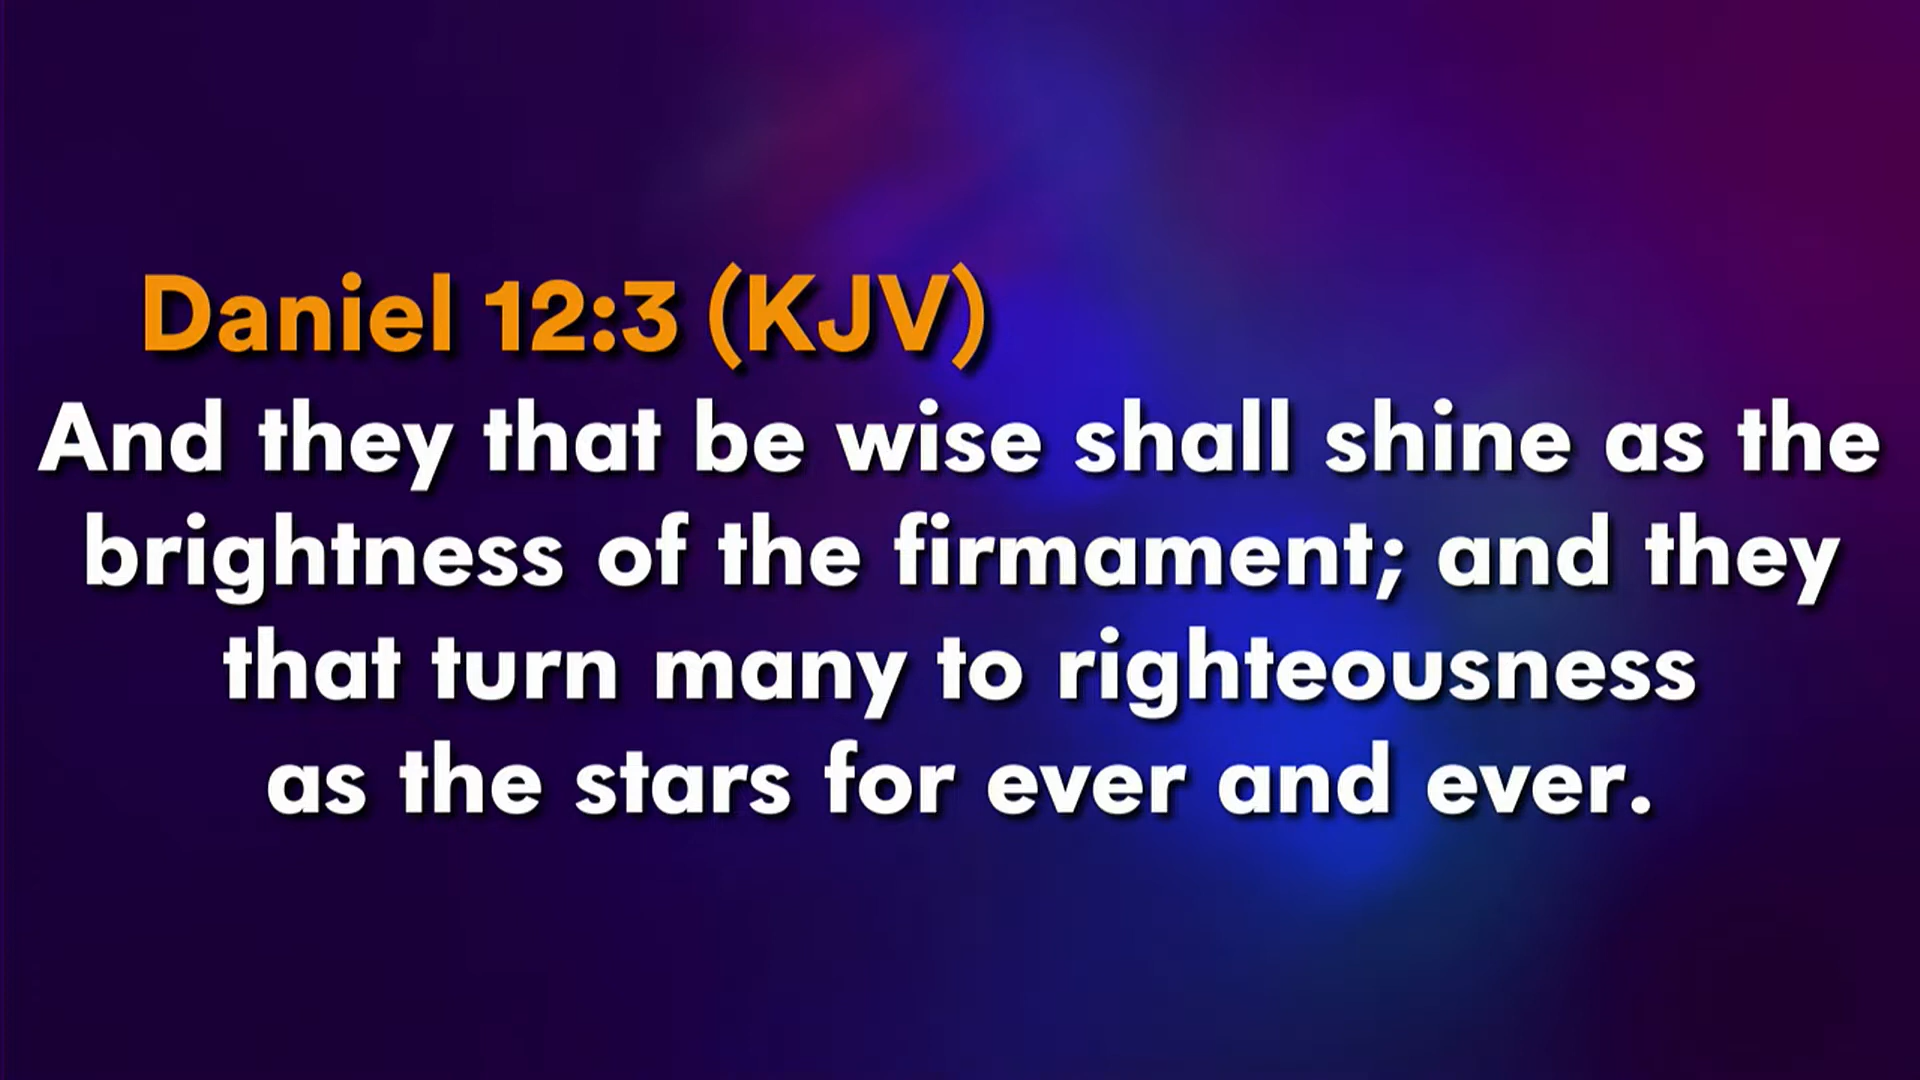 Daniel 12:3 (KJV)
And they that be wise shall shine as the
brightness of the firmament; and they
that turn many to righteousness
as the stars for ever and ever.